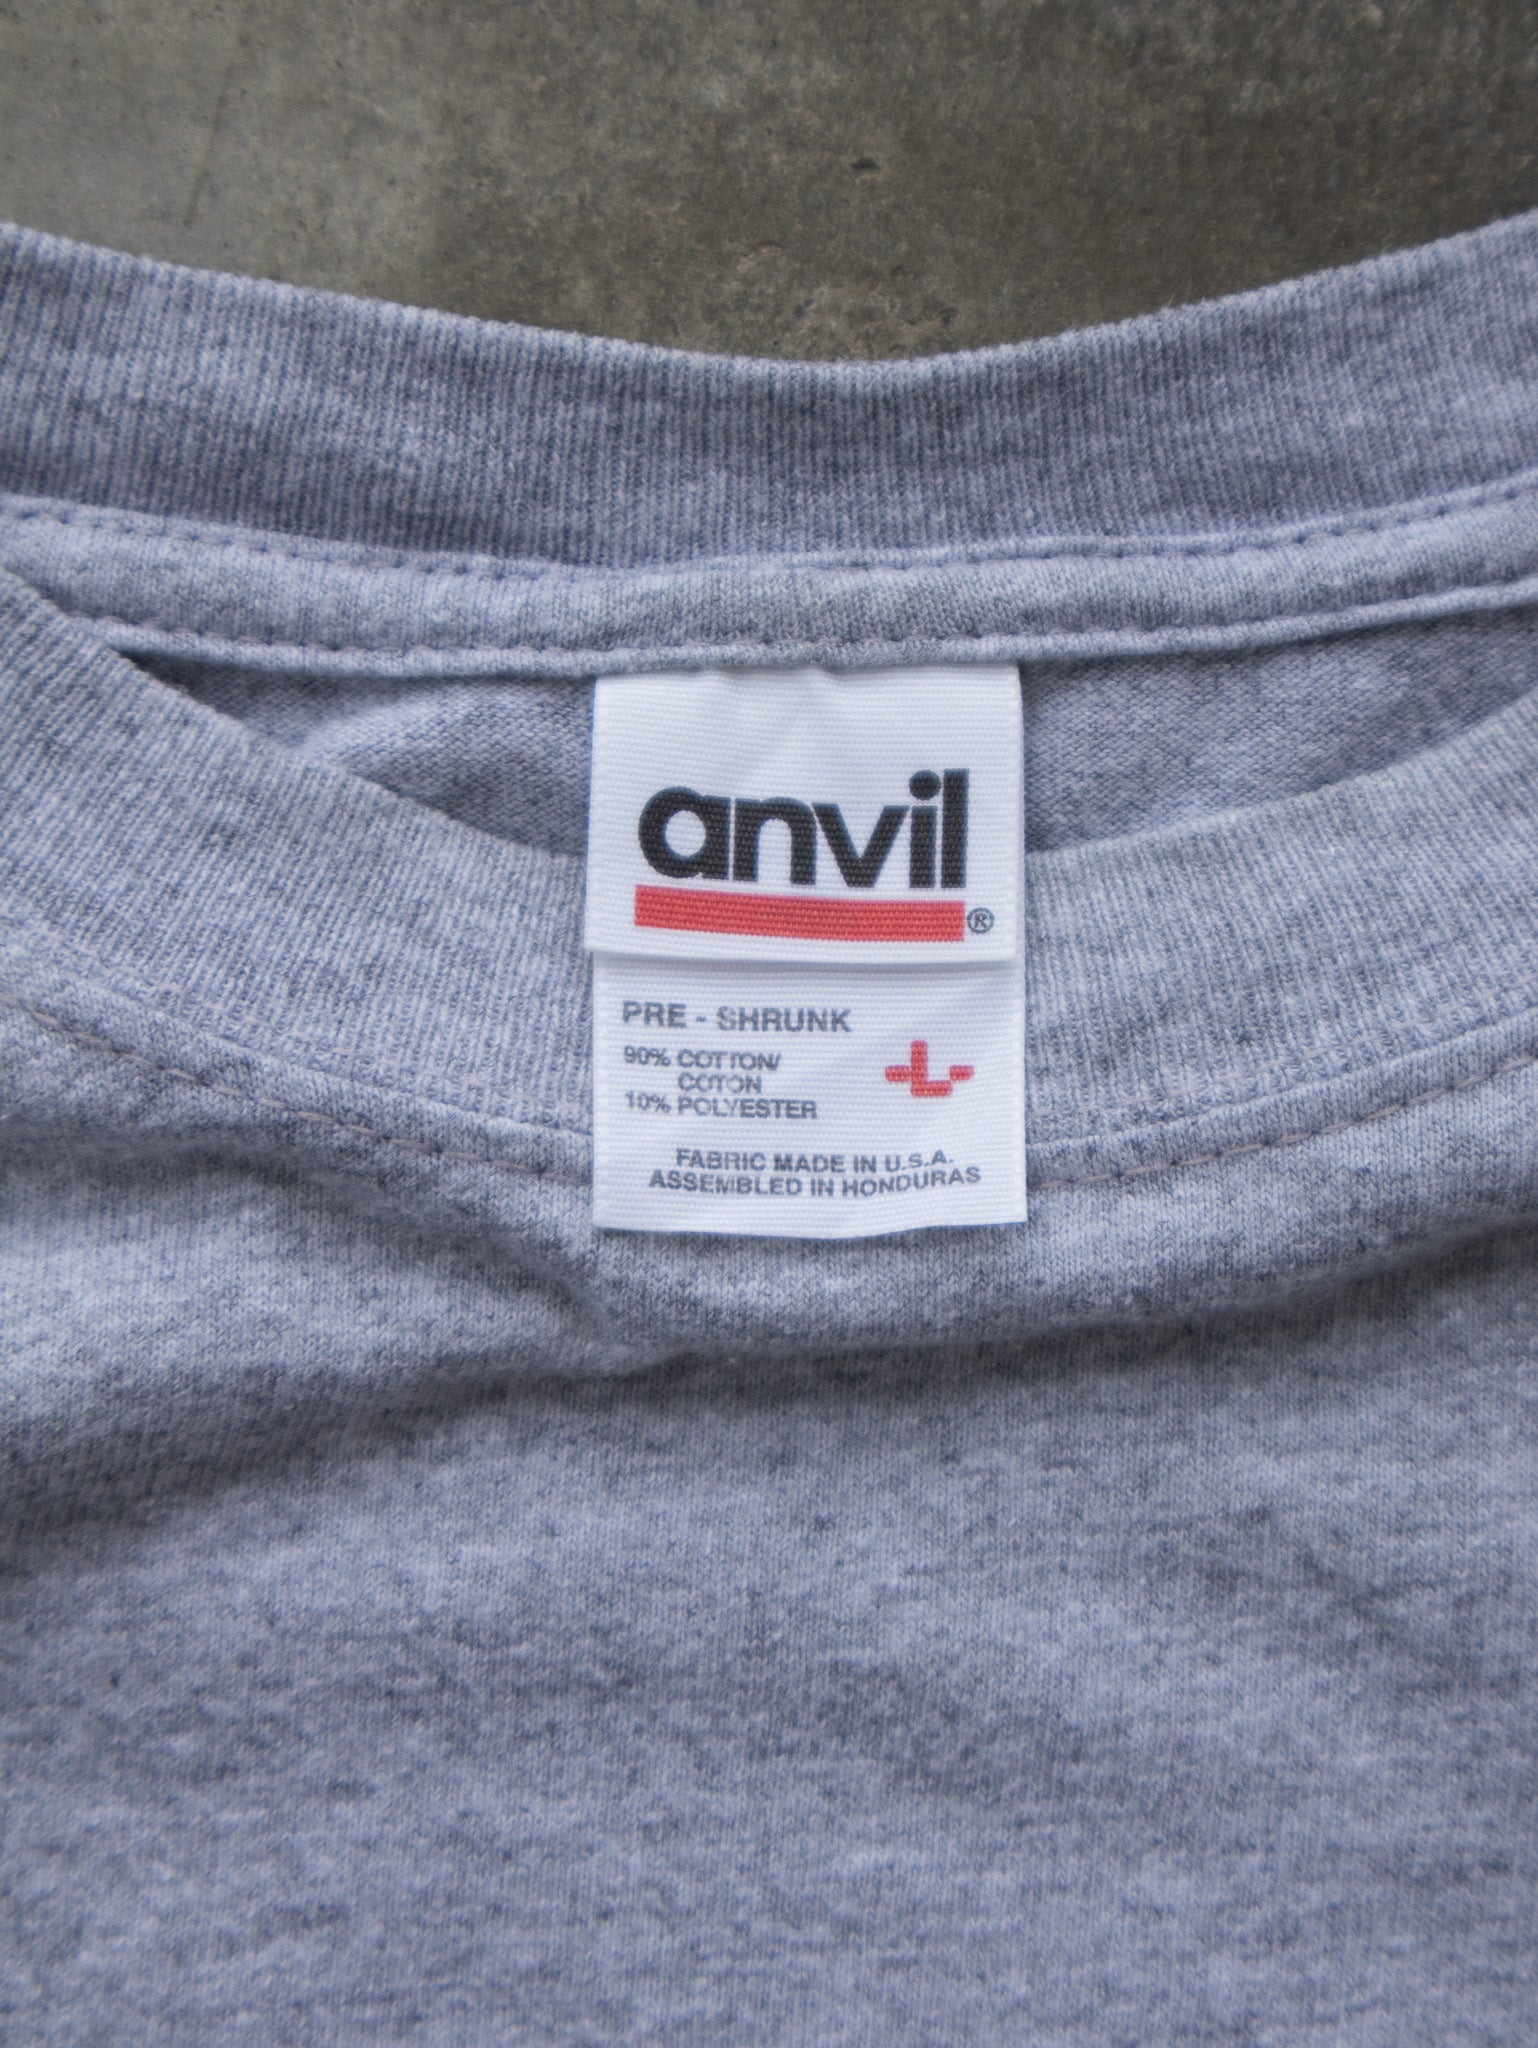 anvil®
PRE - SHRUNK
90% COTTON/
COTON
10% POLYESTER
-L-
FABRIC MADE IN U.S.A.
ASSEMBLED IN HONDURAS